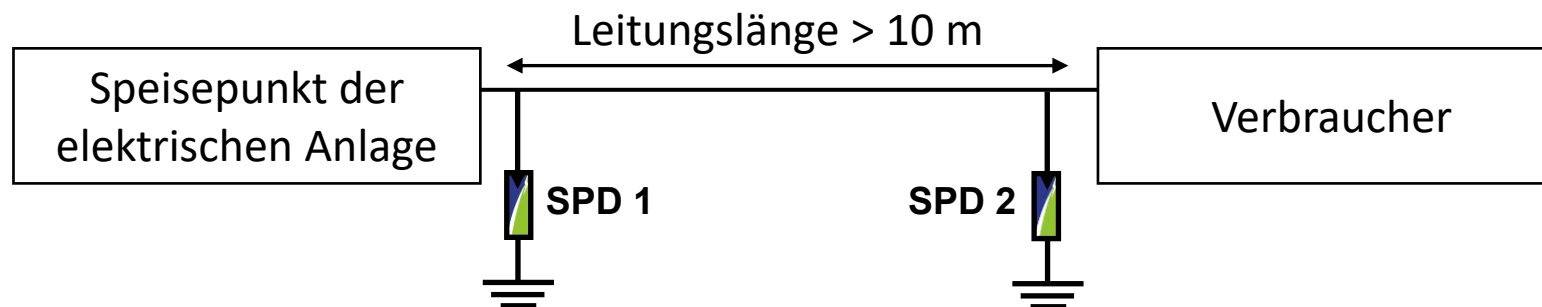 Leitungslänge > 10 m
Speisepunkt der
elektrischen Anlage
Verbraucher
SPD 1
SPD 2